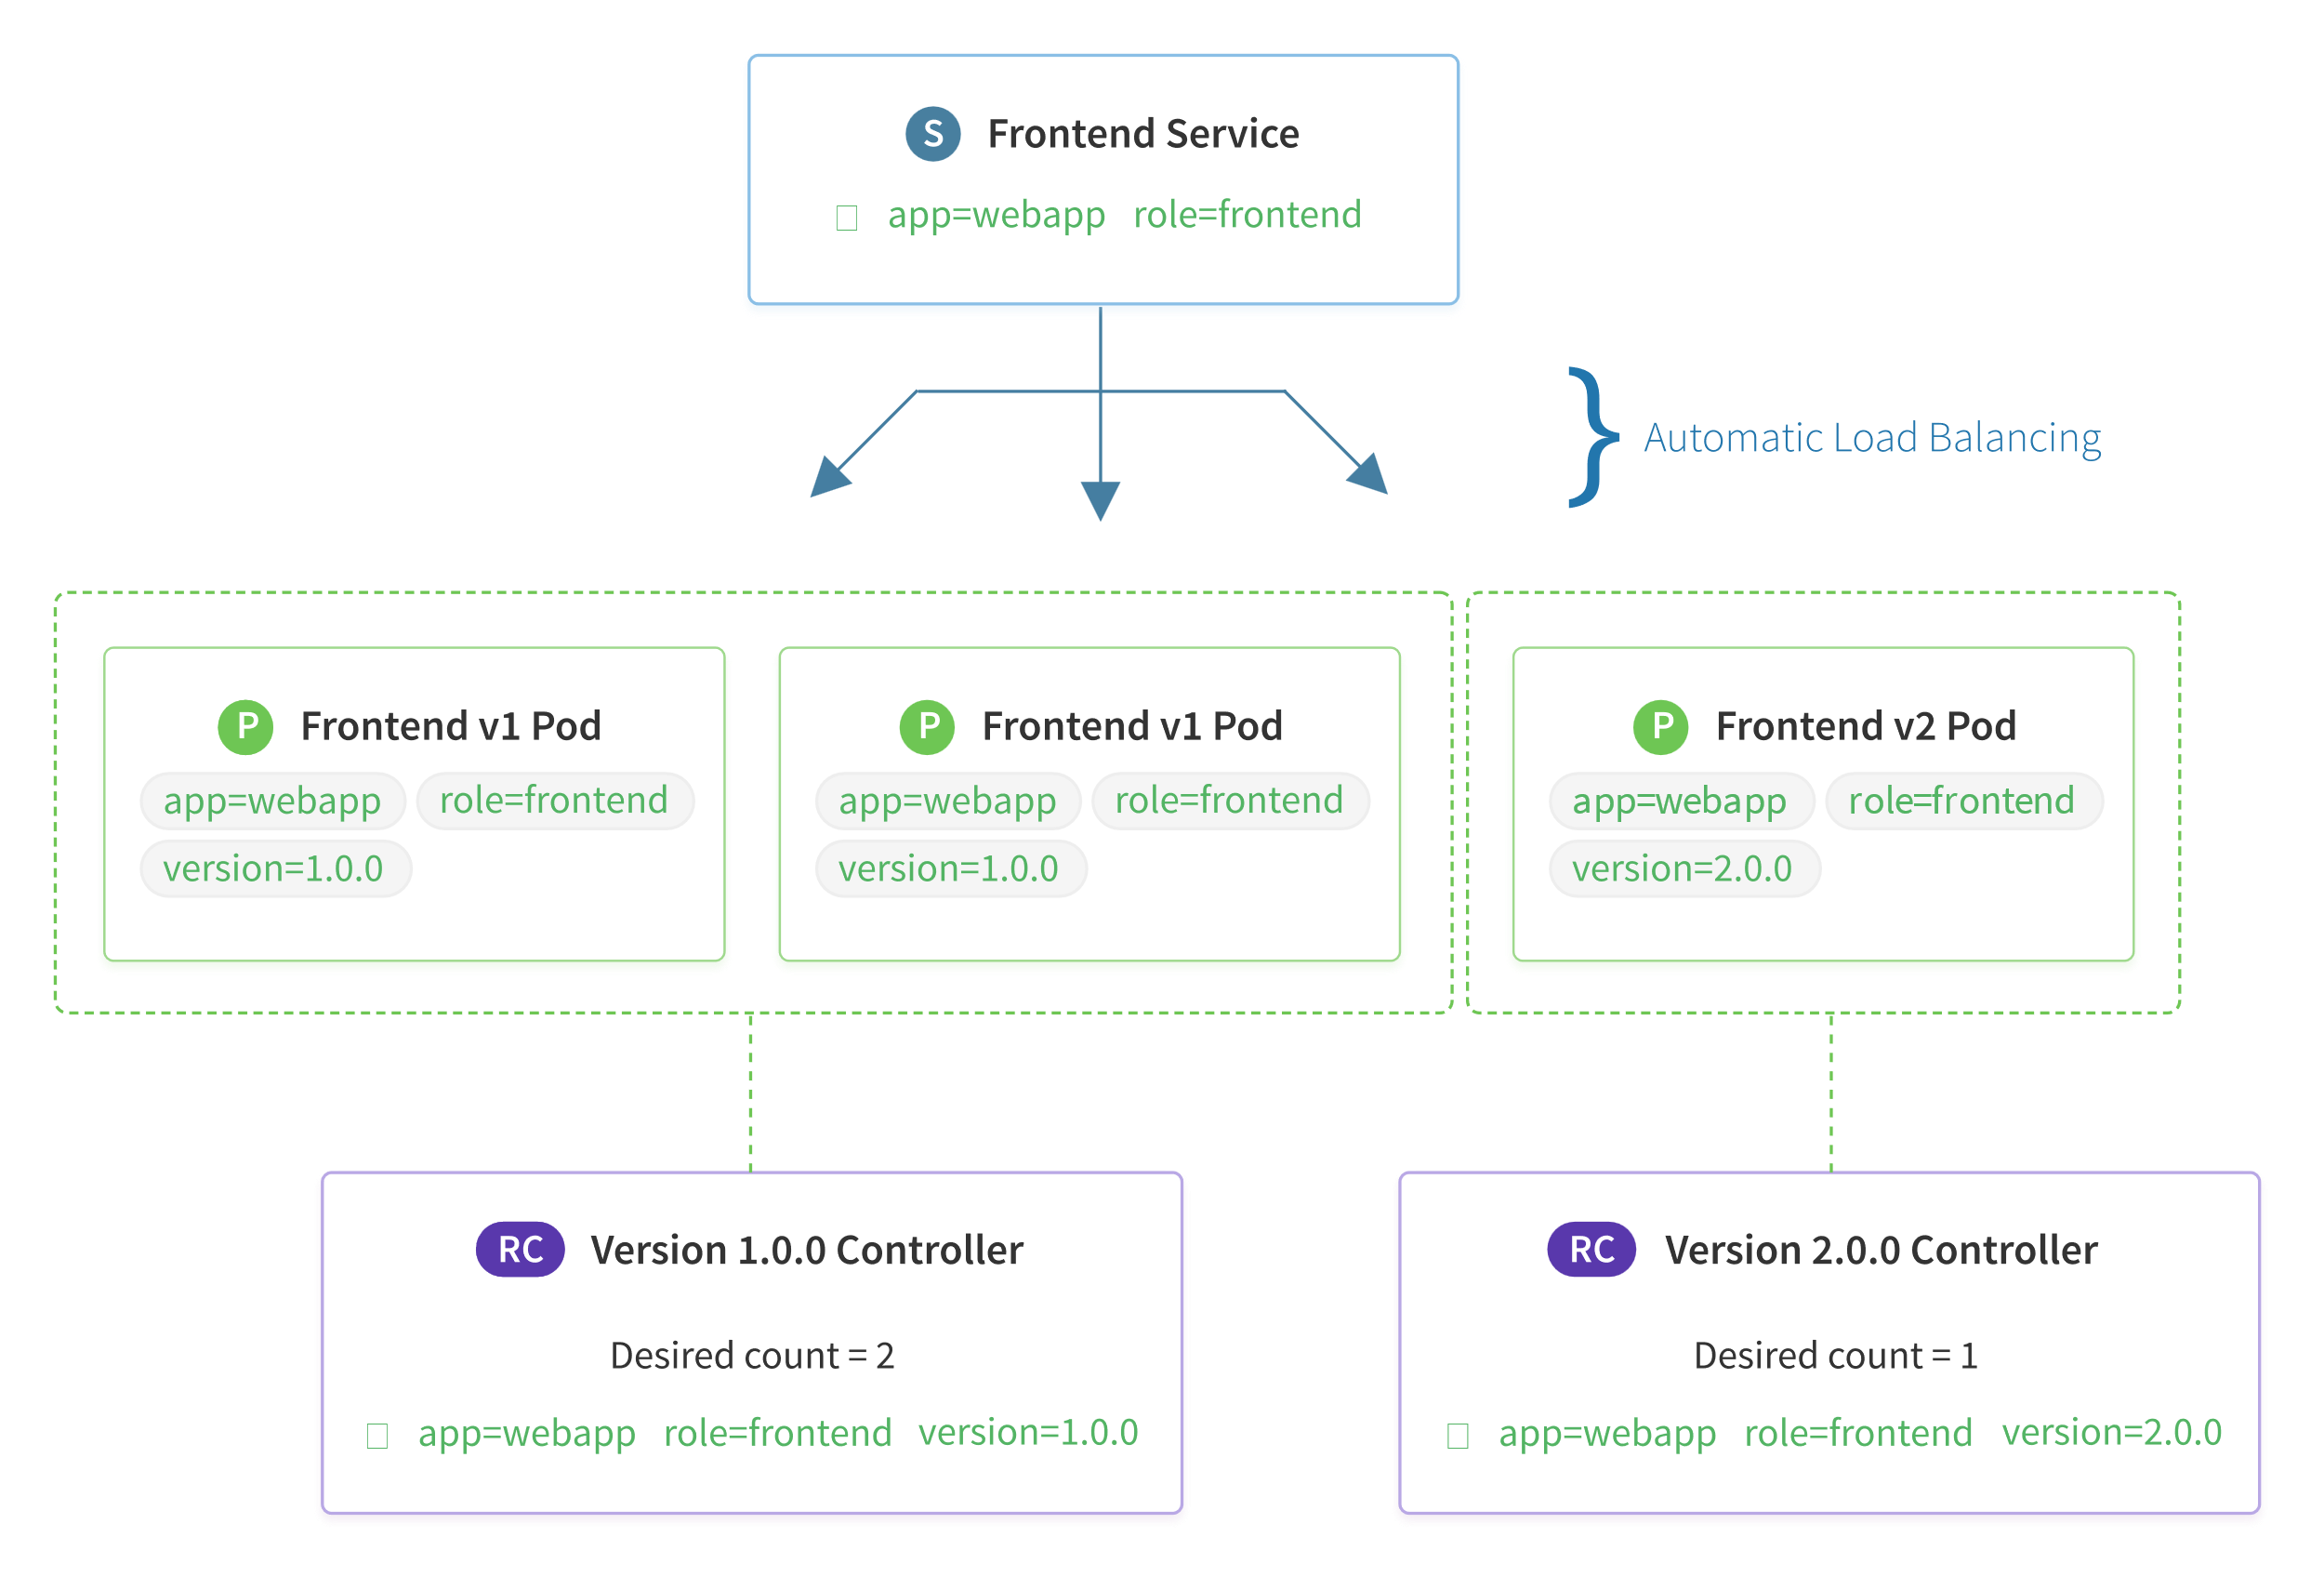 S Frontend Service
app=webapp role=frontend
} Automatic Load Balancing
P Frontend v1 Pod
app=webapp role=frontend
version=1.0.0
P Fronend v1 Pod
app=webapp role=frontend
version=1.0.0
P Frontend v2 Pod
app=webapp role=frontend
version=2.0.0
RC Version 1.0.0 Controller
Desired count = 2
app=webapp role=frontend version=1.0.0
RC Version 2.0.0 Controller
Desired count = 1
app=webapp role=frontend version=2.0.0